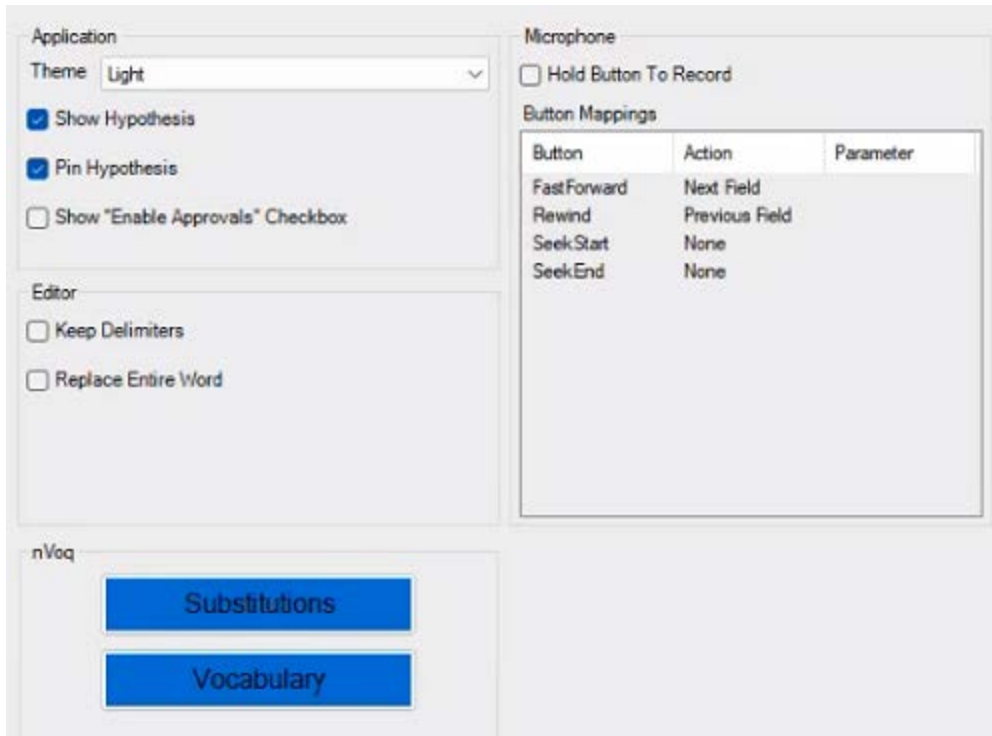 Application
Theme Light
Show Hypothesis
Pin Hypothesis
Show "Enable Approvals" Checkbox
Editor
Keep Delimiters
Replace Entire Word
nVoq
Substitutions
Vocabulary
Microphone
Hold Button To Record
Button Mappings
Button Action Parameter
FastForward Next Field
Rewind Previous Field
SeekStart None
SeekEnd None